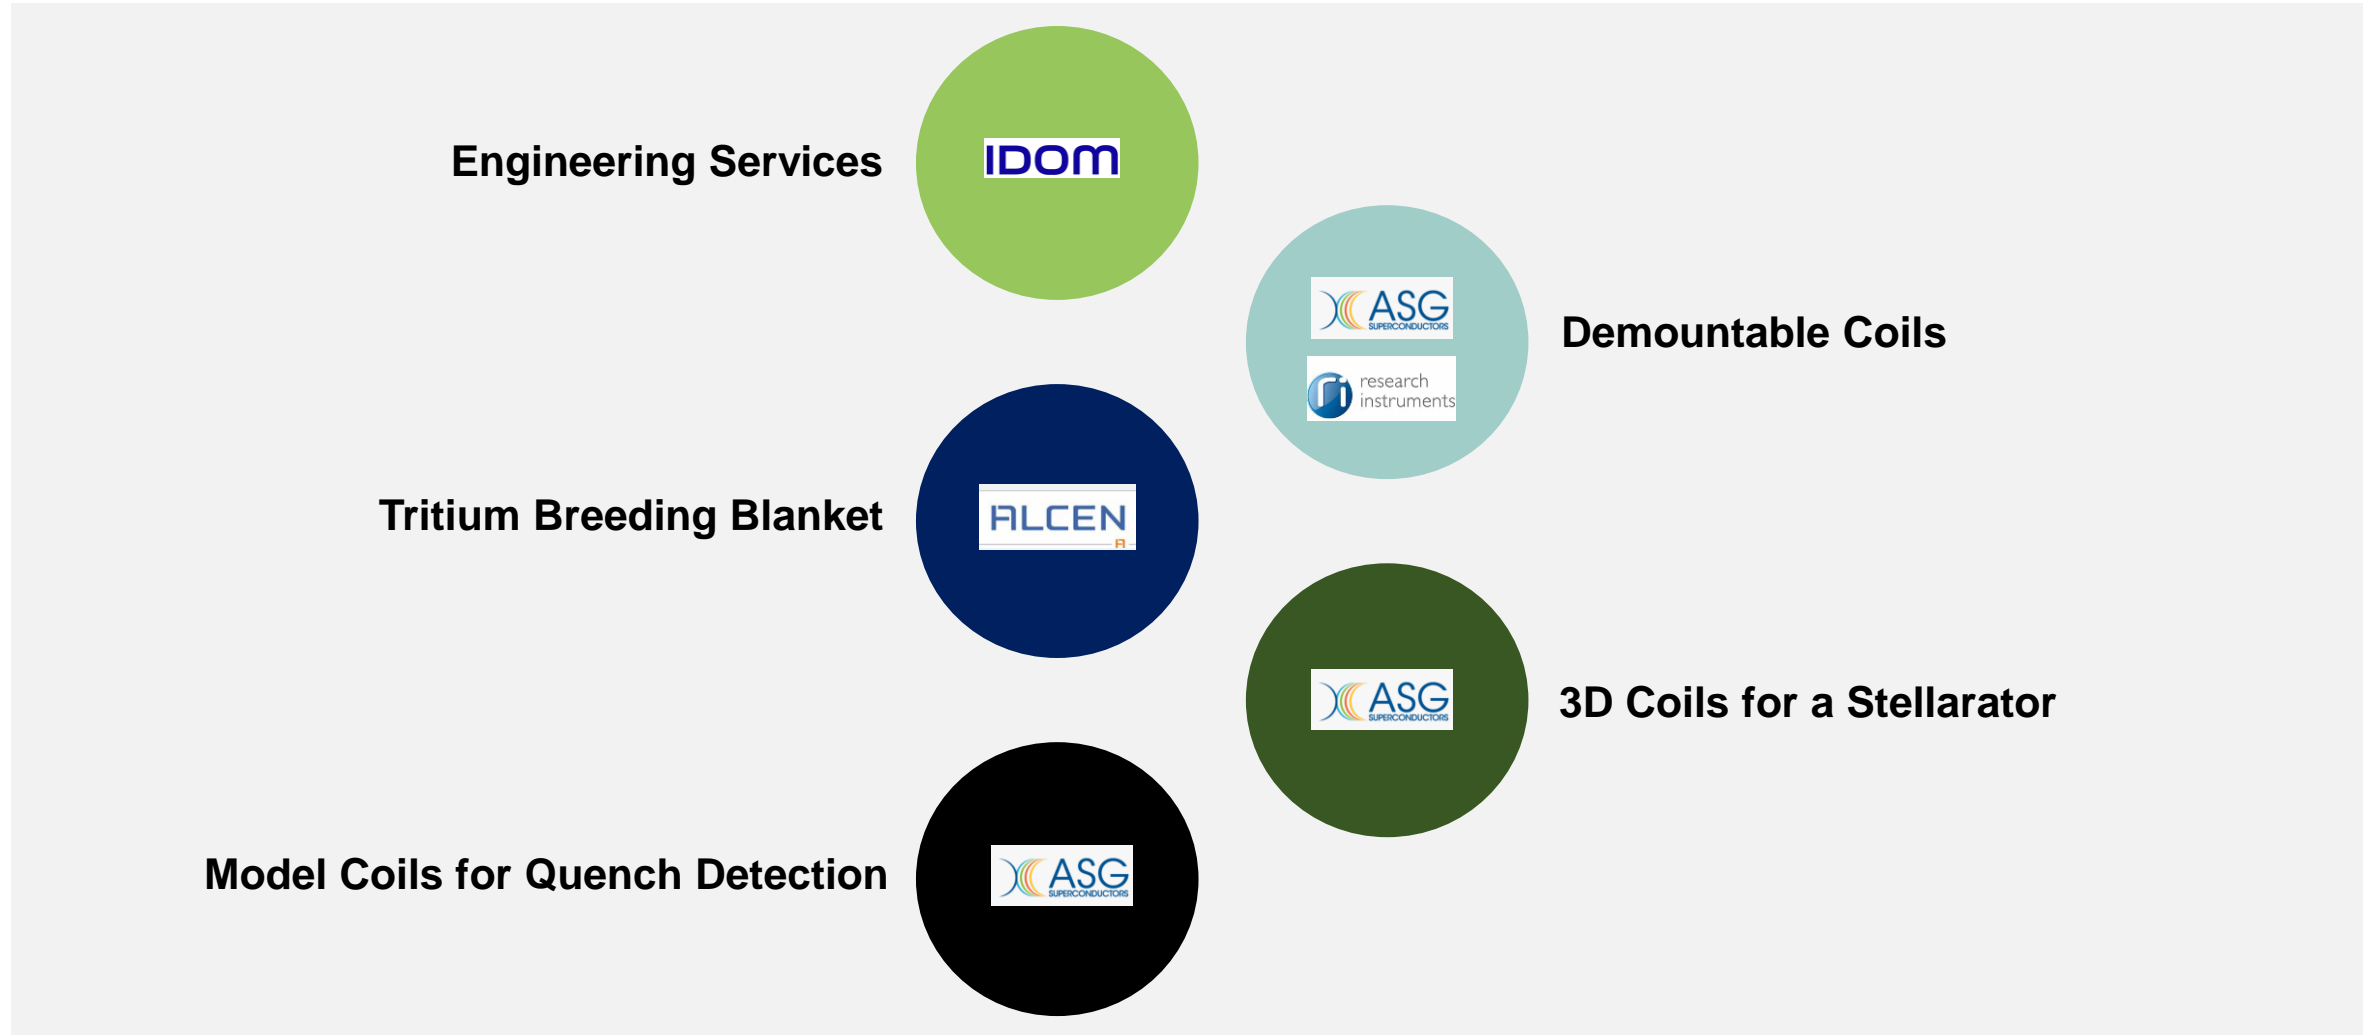 Engineering Services
IDOM
ASG
SUPERCONDUCTORS
Demountable Coils
ri
research
instruments
Tritium Breeding Blanket
ALCEN
A
ASG
SUPERCONDUCTORS
3D Coils for a Stellarator
Model Coils for Quench Detection
ASG
SUPERCONDUCTORS